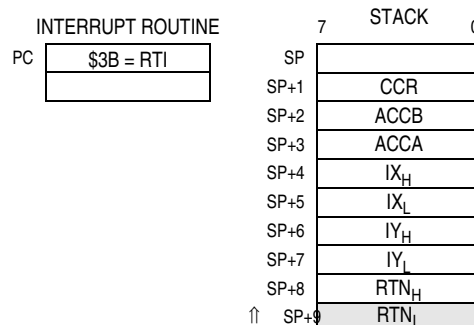 INTERRUPT ROUTINE
PC $3B = RTI
STACK
7 0
SP
SP+1 CCR
SP+2 ACCB
SP+3 ACCA
SP+4 IXH
SP+5 IXL
SP+6 IYH
SP+7 IYL
SP+8 RTNH
⇑ SP+9 RTNL